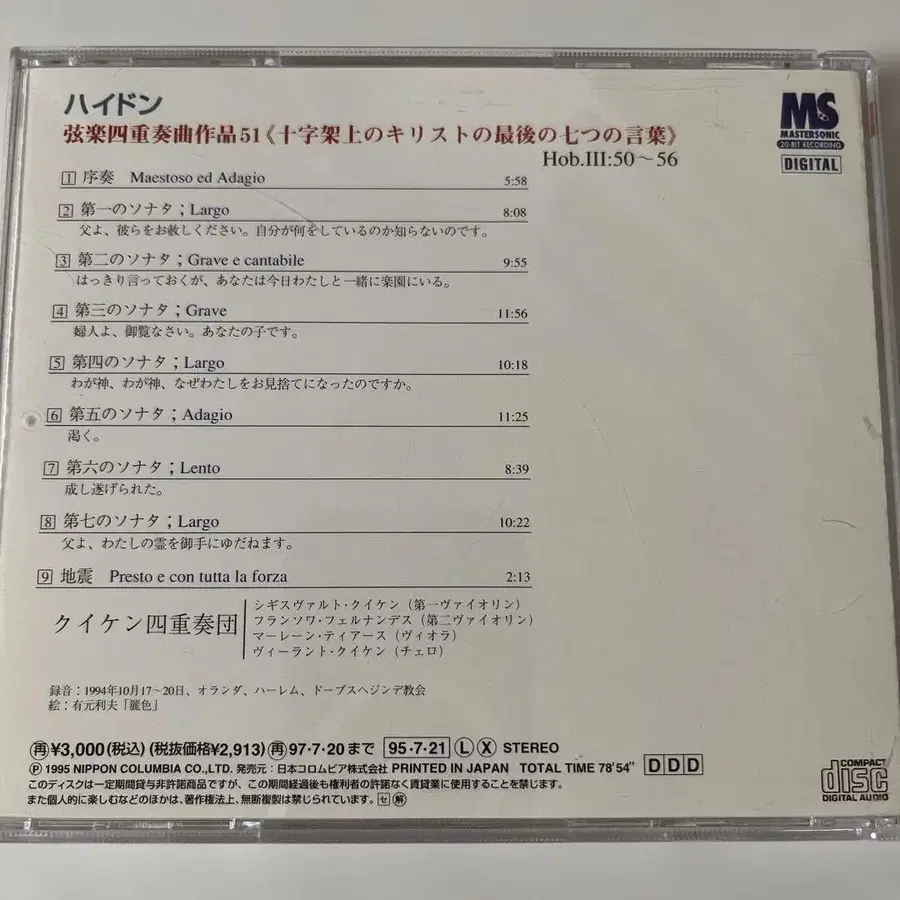 ハイドン
弦楽四重奏曲作品51《十字架上のキリストの最後の七つの言葉》
Hob.III:50～56
MS
MASTERSONIC
20-BIT RECORDING
DIGITAL
1 序奏 Maestoso ed Adagio 5:58
2 第一のソナタ；Largo 8:08
父よ、彼らをお赦しください。自分が何をしているのか知らないのです。
3 第二のソナタ；Grave e cantabile 9:55
はっきり言っておくが、あなたは今日わたしと一緒に楽園にいる。
4 第三のソナタ；Grave 11:56
婦人よ、御覧なさい。あなたの子です。
5 第四のソナタ；Largo 10:18
わが神、わが神、なぜわたしをお見捨てになったのですか。
6 第五のソナタ；Adagio 11:25
渇く。
7 第六のソナタ；Lento 8:39
成し遂げられた。
8 第七のソナタ；Largo 10:22
父よ、わたしの霊を御手にゆだねます。
9 地震 Presto e con tutta la forza 2:13
クイケン四重奏団
シギスヴァルト・クイケン（第一ヴァイオリン）
フランソワ・フェルナンデス（第二ヴァイオリン）
マーレーン・ティアース（ヴィオラ）
ヴィーラント・クイケン（チェロ）
録音：1994年10月17～20日、オランダ、ハーレム、ドープスヘジンデ教会
絵：有元利夫「麗色」
再¥3,000(税込)(税抜価格¥2,913)再97・7・20まで 95・7・21 L X STEREO
℗ 1995 NIPPON COLUMBIA CO.,LTD. 発売元：日本コロムビア株式会社 PRINTED IN JAPAN TOTAL TIME 78'54" DDD
このディスクは一定期間貸与非許諾商品ですが、この期間経過後も権利者の許諾なく賃貸業に使用することを禁じます。
また個人的に楽しむなどのほかは、著作権法上、無断複製は禁じられています。セ 解
COMPACT
disc
DIGITAL AUDIO